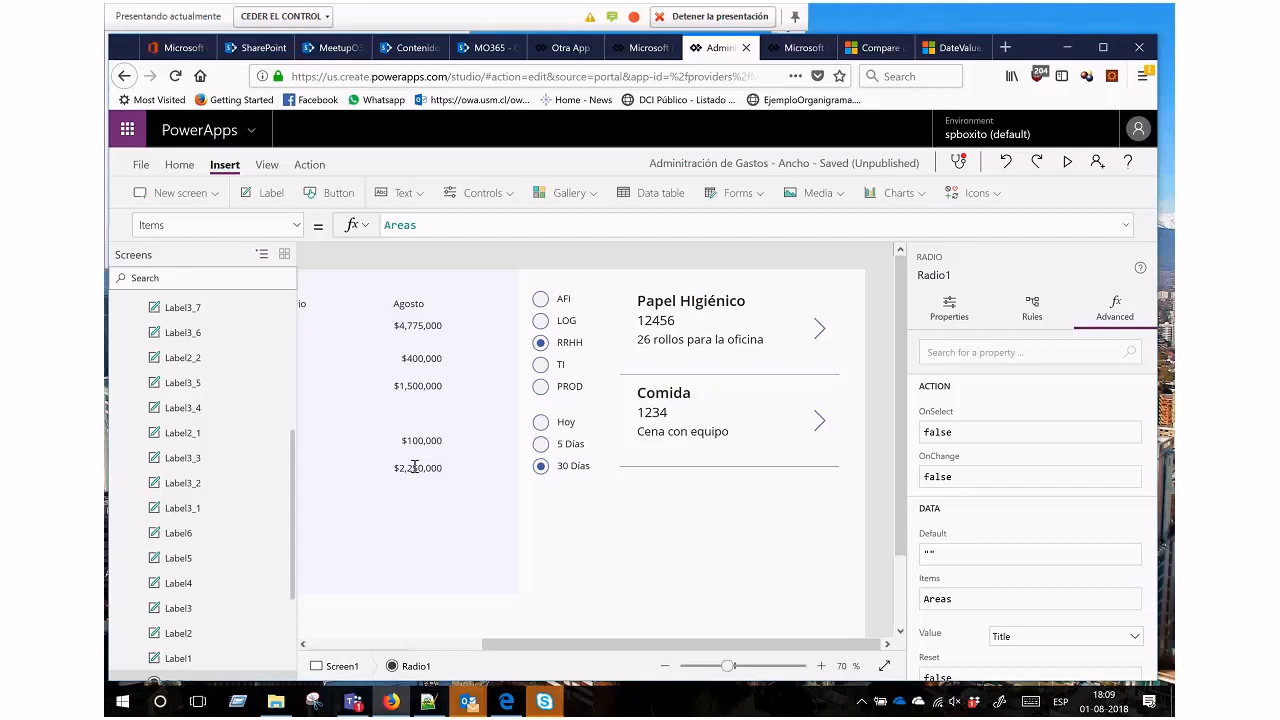 Presentando actualmente
CEDER EL CONTROL
Detener la presentación
Microsoft
SharePoint
MeetupOS
Contenido
MO365 -
Otra App
Microsoft
Admini
Microsoft
Compare
DateValue,
https://us.create.powerapps.com/studio/#action=edit&source=portal&app-id=%2fproviders%2f
Search
204
Most Visited
Getting Started
Facebook
Whatsapp
https://owa.usm.cl/ow...
Home - News
DCI Público - Listado ...
EjemploOrganigrama....
PowerApps
Environment
spboxito (default)
File
Home
Insert
View
Action
Adminitración de Gastos - Ancho - Saved (Unpublished)
New screen
Label
Button
Text
Controls
Gallery
Data table
Forms
Media
Charts
Icons
Items
=
fx
Areas
Screens
Search
Label3_7
Label3_6
Label2_2
Label3_5
Label3_4
Label2_1
Label3_3
Label3_2
Label3_1
Label6
Label5
Label4
Label3
Label2
Label1
io
Agosto
$4,775,000
$400,000
$1,500,000
$100,000
AFI
LOG
RRHH
TI
PROD
Hoy
5 Días
30 Días
Papel HIgiénico
12456
26 rollos para la oficina
Comida
1234
Cena con equipo
RADIO
Radio1
Properties
Rules
fx
Advanced
Search for a property ...
ACTION
OnSelect
false
OnChange
false
DATA
Default
""
Items
Areas
Value
Title
Reset
false
Screen1
Radio1
70 %
ESP
18:09
01-08-2018